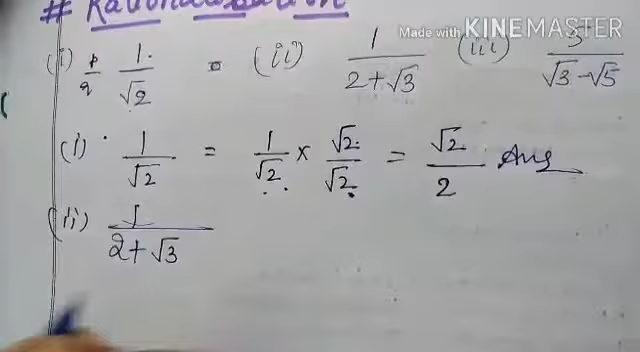 # Rationalisation
Made with KINEMASTER
(i) p/q 1/√2 (ii) 1/(2+√3) (iii) 5/(√3-√5)
(i) 1/√2 = 1/√2 × √2/√2 = √2/2 Ans
(ii) 1/(2+√3)